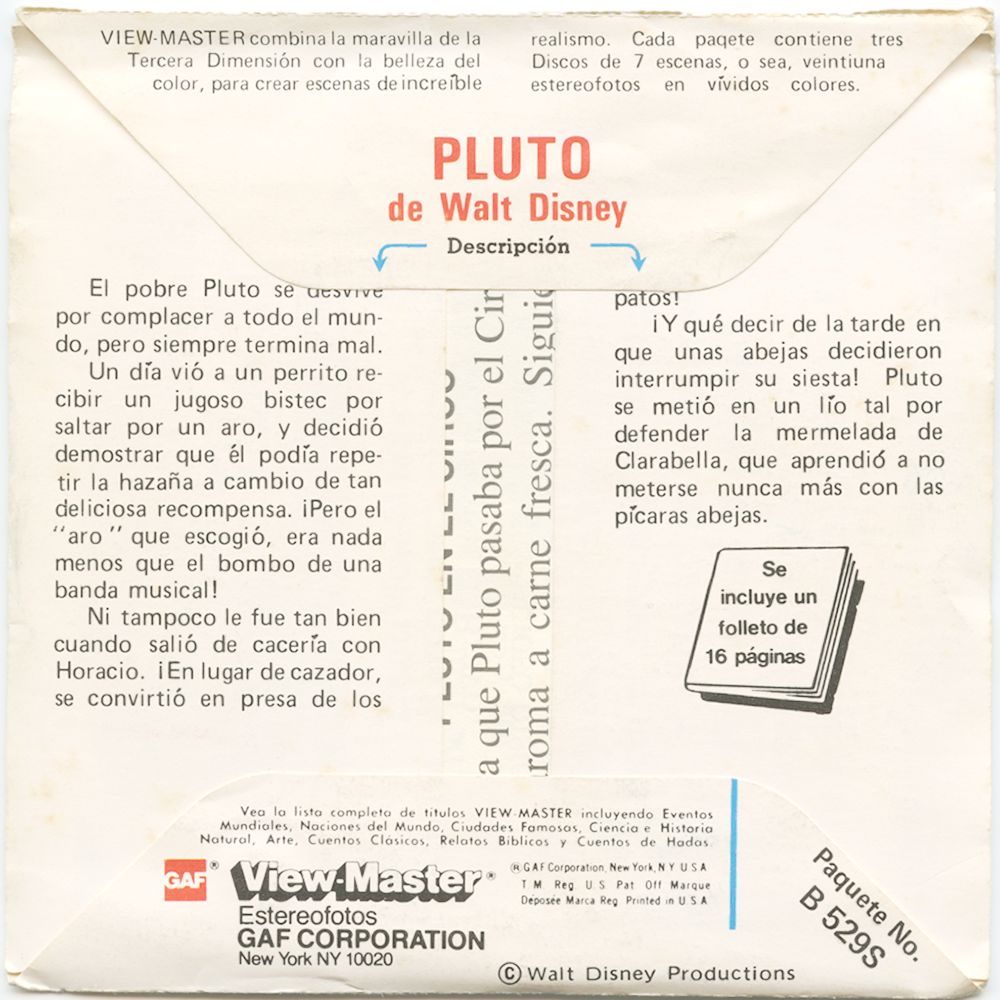 VIEW-MASTER combina la maravilla de la
Tercera Dimensión con la belleza del
color, para crear escenas de increíble
realismo. Cada paqete contiene tres
Discos de 7 escenas, o sea, veintiuna
estereofotos en vívidos colores.
PLUTO
de Walt Disney
Descripción
El pobre Pluto se desvive
por complacer a todo el mun-
do, pero siempre termina mal.
Un día vió a un perrito re-
cibir un jugoso bistec por
saltar por un aro, y decidió
demostrar que él podía repe-
tir la hazaña a cambio de tan
deliciosa recompensa. ¡Pero el
“aro” que escogió, era nada
menos que el bombo de una
banda musical!
Ni tampoco le fue tan bien
cuando salió de cacería con
Horacio. ¡En lugar de cazador,
se convirtió en presa de los
a que Pluto pasaba por el Cir
roma a carne fresca. Siguie
patos!
¡Y qué decir de la tarde en
que unas abejas decidieron
interrumpir su siesta! Pluto
se metió en un lío tal por
defender la mermelada de
Clarabella, que aprendió a no
meterse nunca más con las
pícaras abejas.
Se
incluye un
folleto de
16 páginas
Vea la lista completa de títulos VIEW-MASTER incluyendo Eventos
Mundiales, Naciones del Mundo, Ciudades Famosas, Ciencia e Historia
Natural, Arte, Cuentos Clásicos, Relatos Bíblicos y Cuentos de Hadas.
GAF® View-Master®
Estereofotos
GAF CORPORATION
New York NY 10020
® GAF Corporation, New York, N Y U S A
T M Reg U.S Pat Off Marque
Déposée Marca Reg Printed in U S A
© Walt Disney Productions
Paquete No.
B 529S